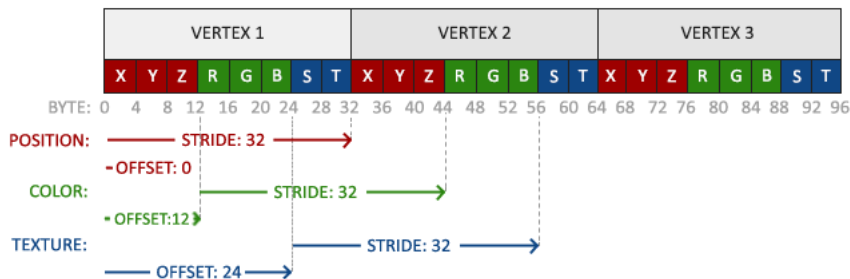 VERTEX 1 VERTEX 2 VERTEX 3
X Y Z R G B S T X Y Z R G B S T X Y Z R G B S T
BYTE: 0 4 8 12 16 20 24 28 32 36 40 44 48 52 56 60 64 68 72 76 80 84 88 92 96
POSITION: STRIDE: 32
OFFSET: 0
COLOR: STRIDE: 32
OFFSET:12
TEXTURE: STRIDE: 32
OFFSET: 24